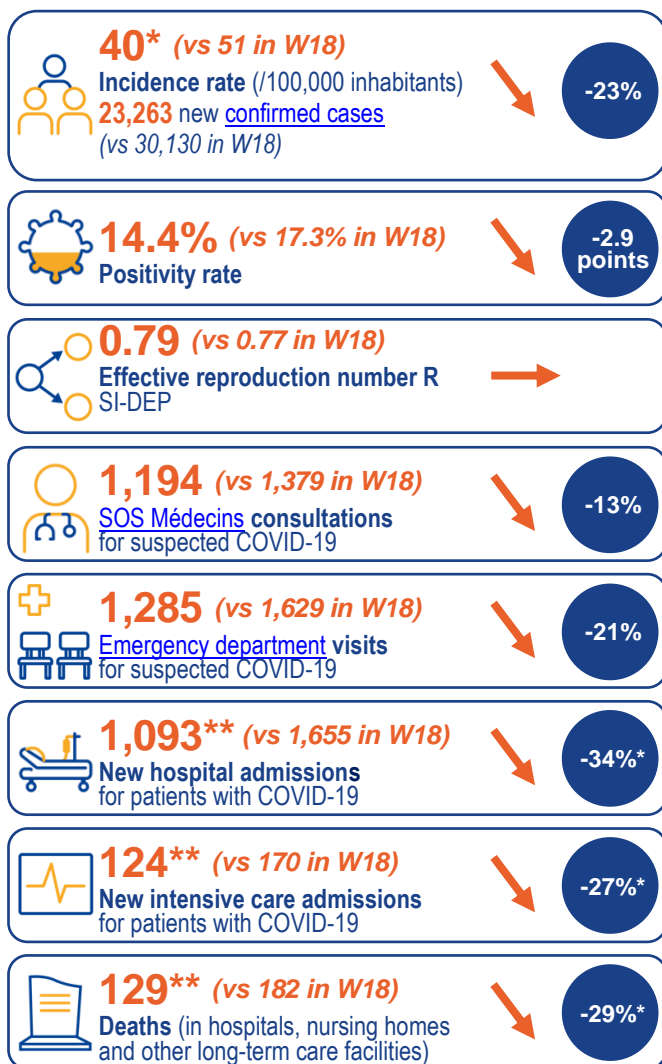 40* (vs 51 in W18)
Incidence rate (/100,000 inhabitants)
23,263 new confirmed cases
(vs 30,130 in W18)
-23%
14.4% (vs 17.3% in W18)
Positivity rate
-2.9
points
0.79 (vs 0.77 in W18)
Effective reproduction number R
SI-DEP
1,194 (vs 1,379 in W18)
SOS Médecins consultations
for suspected COVID-19
-13%
1,285 (vs 1,629 in W18)
Emergency department visits
for suspected COVID-19
-21%
1,093** (vs 1,655 in W18)
New hospital admissions
for patients with COVID-19
-34%*
124** (vs 170 in W18)
New intensive care admissions
for patients with COVID-19
-27%*
129** (vs 182 in W18)
Deaths (in hospitals, nursing homes
and other long-term care facilities)
-29%*